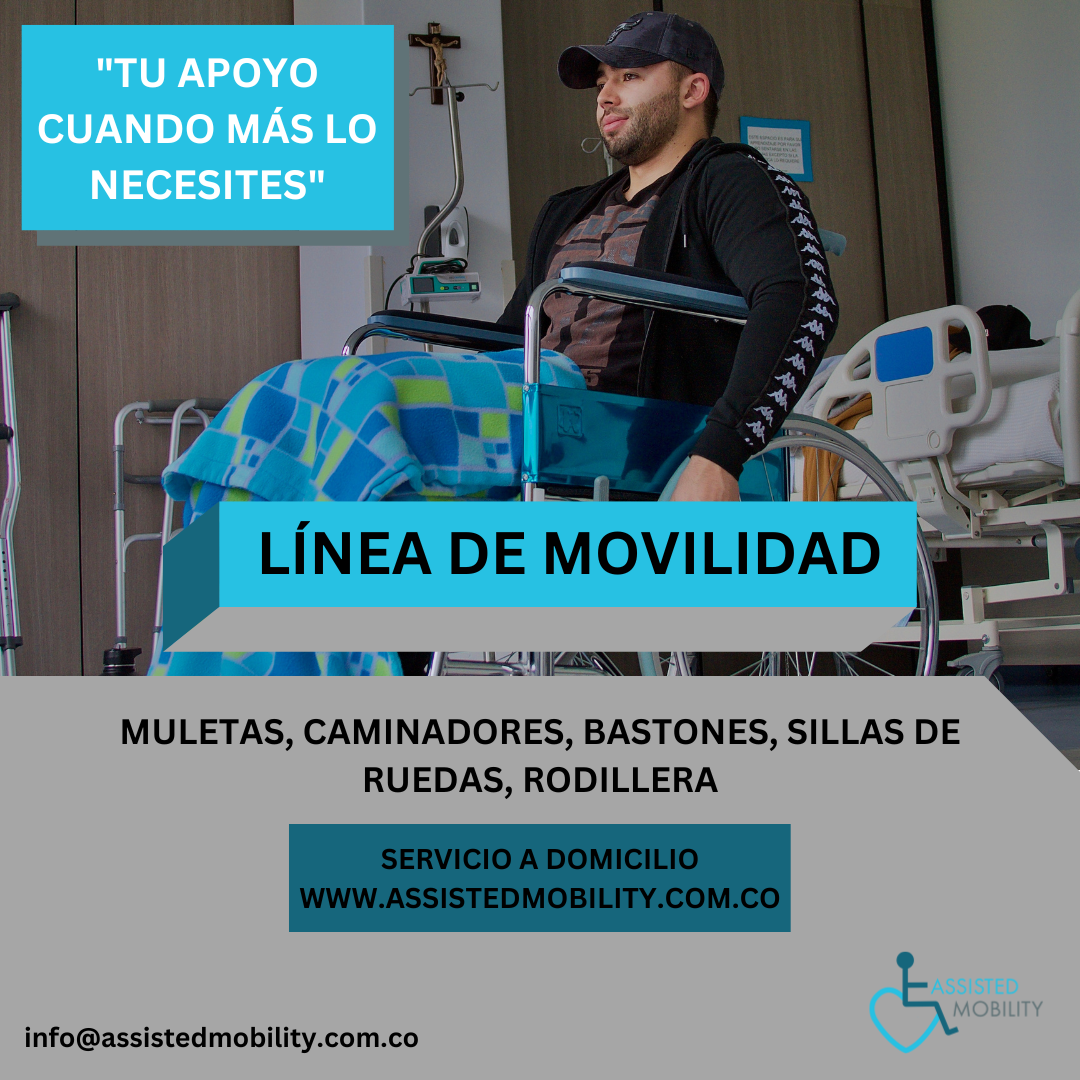 "TU APOYO
CUANDO MÁS LO
NECESITES"
LÍNEA DE MOVILIDAD
MULETAS, CAMINADORES, BASTONES, SILLAS DE
RUEDAS, RODILLERA
SERVICIO A DOMICILIO
WWW.ASSISTEDMOBILITY.COM.CO
ASSISTED
MOBILITY
info@assistedmobility.com.co